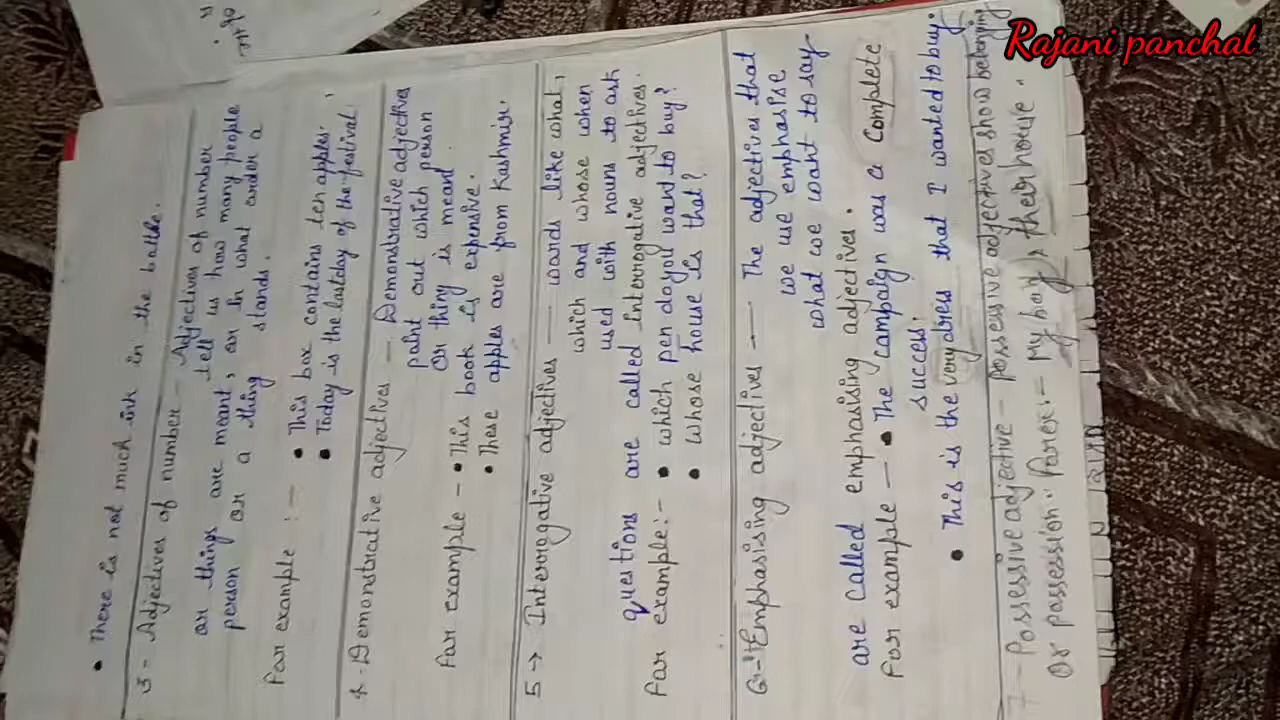 Rajani panchal
• There is not much ink in the bottle.
3 - Adjectives of number - Adjectives of number
tell us how many people
or things are meant, or in what order a
person or a thing stands.
For example :- • This box contains ten apples.
• Today is the last day of the festival.
4 - Demonstrative adjectives - Demonstrative adjectives
point out which person
or thing is meant.
For example - • This book is expensive.
• These apples are from Kashmir.
5 → Interrogative adjectives — words like what,
which and whose when
used with nouns to ask
questions are called interrogative adjectives.
For example:- • which pen do you want to buy?
• whose house is that?
6 - Emphasising adjectives — The adjectives that
we use emphasise
what we want to say
are called emphasising adjectives.
For example — • The campaign was a complete
success.
• This is the very dress that I wanted to buy.
7 - Possessive adjective - possessive adjectives show belonging
or possession. For ex:- My boy, their house.